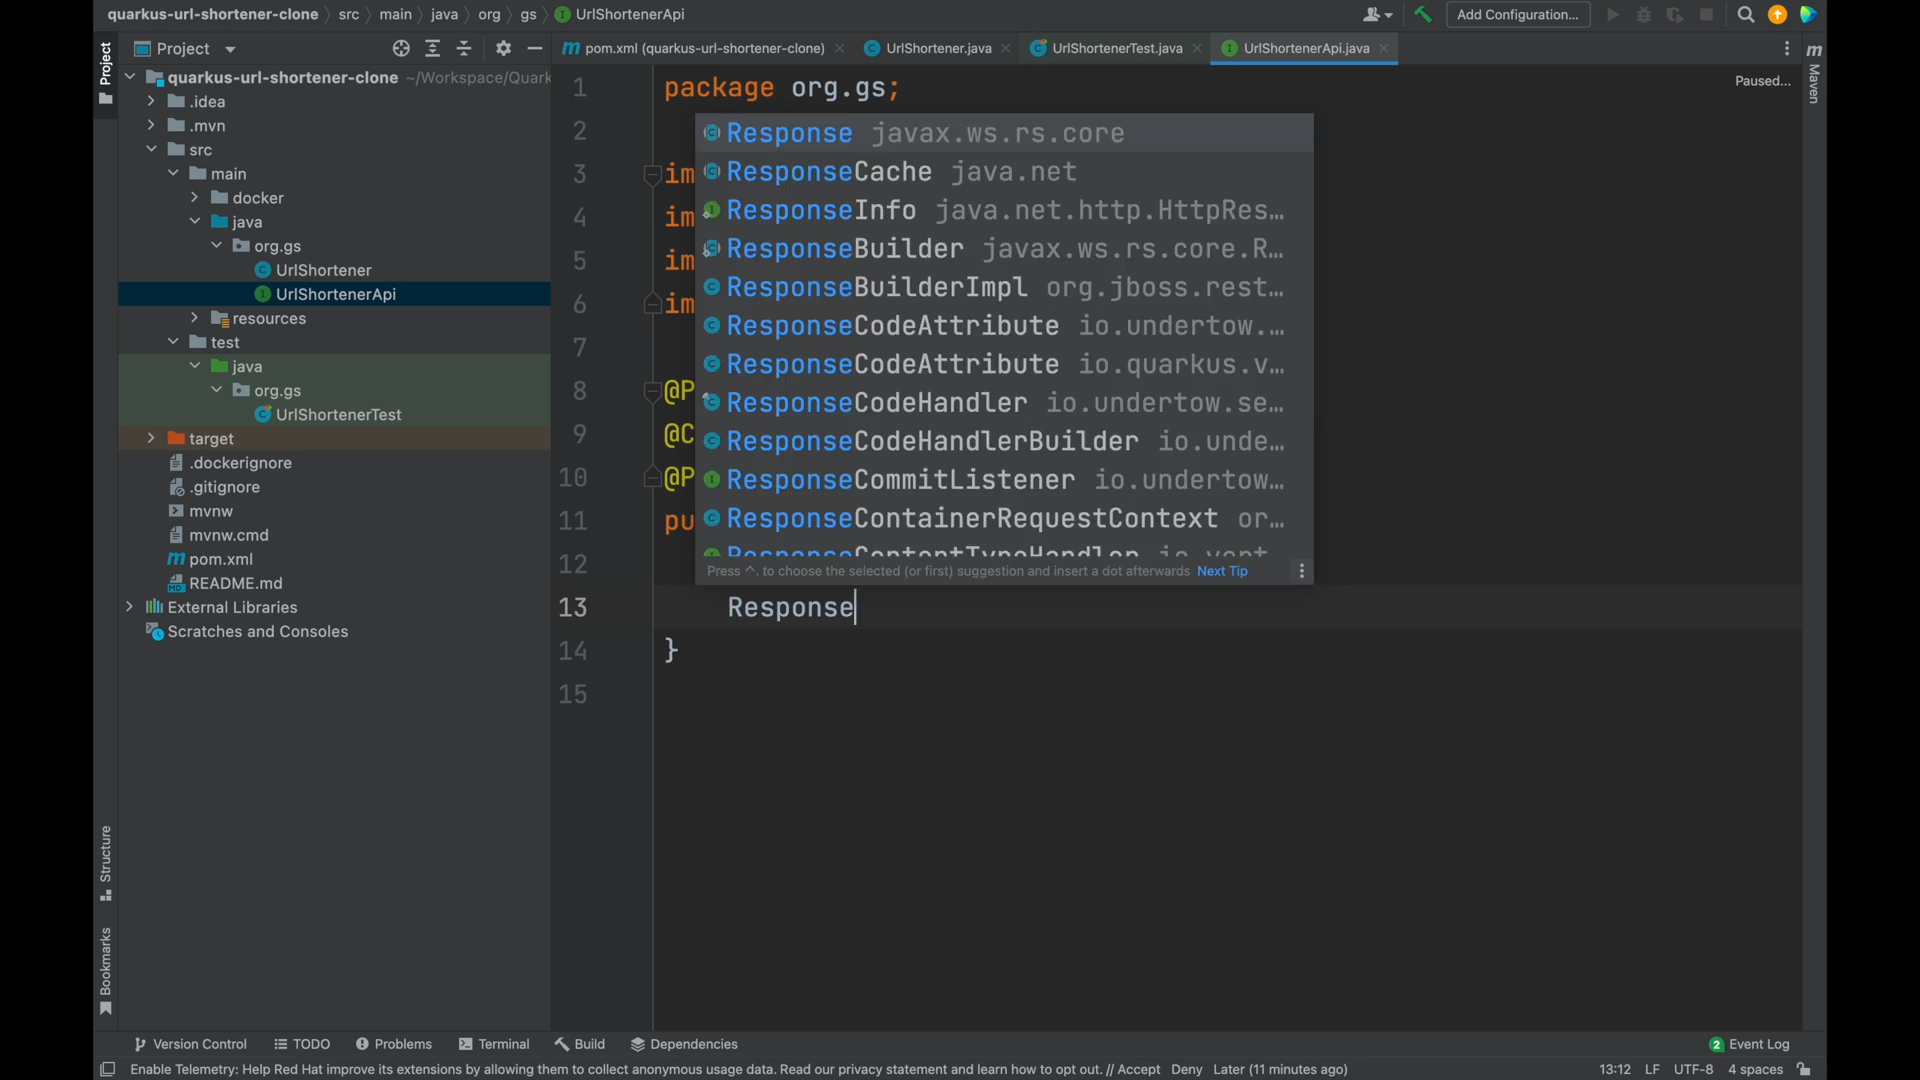 quarkus-url-shortener-clone 〉 src 〉 main 〉 java 〉 org 〉 gs 〉 UrlShortenerApi
Add Configuration...
Project
pom.xml (quarkus-url-shortener-clone)
UrlShortener.java
UrlShortenerTest.java
UrlShortenerApi.java
Project
Maven
Structure
Bookmarks
quarkus-url-shortener-clone ~/Workspace/Quark
.idea
.mvn
src
main
docker
java
org.gs
UrlShortener
UrlShortenerApi
resources
test
java
org.gs
UrlShortenerTest
target
.dockerignore
.gitignore
mvnw
mvnw.cmd
pom.xml
README.md
External Libraries
Scratches and Consoles
Paused...
1 package org.gs;
2
3 im
4 im
5 im
6 im
7
8 @P
9 @C
10 @P
11 pu
12
13 Response
14 }
15
Response javax.ws.rs.core
ResponseCache java.net
ResponseInfo java.net.http.HttpRes...
ResponseBuilder javax.ws.rs.core.R...
ResponseBuilderImpl org.jboss.rest...
ResponseCodeAttribute io.undertow....
ResponseCodeAttribute io.quarkus.v...
ResponseCodeHandler io.undertow.se...
ResponseCodeHandlerBuilder io.unde...
ResponseCommitListener io.undertow...
ResponseContainerRequestContext or...
ResponseContentTypeHandler io.vert...
Press ^. to choose the selected (or first) suggestion and insert a dot afterwards Next Tip
Version Control
TODO
Problems
Terminal
Build
Dependencies
2 Event Log
Enable Telemetry: Help Red Hat improve its extensions by allowing them to collect anonymous usage data. Read our privacy statement and learn how to opt out. // Accept Deny Later (11 minutes ago)
13:12 LF UTF-8 4 spaces